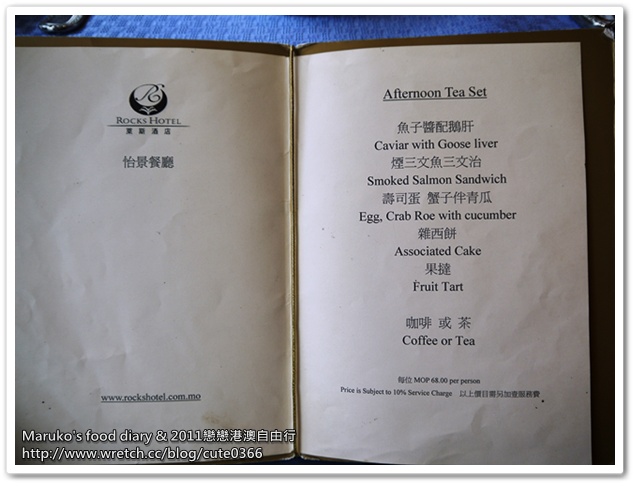 ROCKS HOTEL
萊斯酒店
怡景餐廳
www.rockshotel.com.mo
Afternoon Tea Set
魚子醬配鵝肝
Caviar with Goose liver
煙三文魚三文治
Smoked Salmon Sandwich
壽司蛋 蟹子伴青瓜
Egg, Crab Roe with cucumber
雜西餅
Associated Cake
果撻
Fruit Tart
咖啡 或 茶
Coffee or Tea
每位 MOP 68.00 per person
Price is Subject to 10% Service Charge 以上價目需另加壹服務費
Maruko's food diary & 2011戀戀港澳自由行
http://www.wretch.cc/blog/cute0366